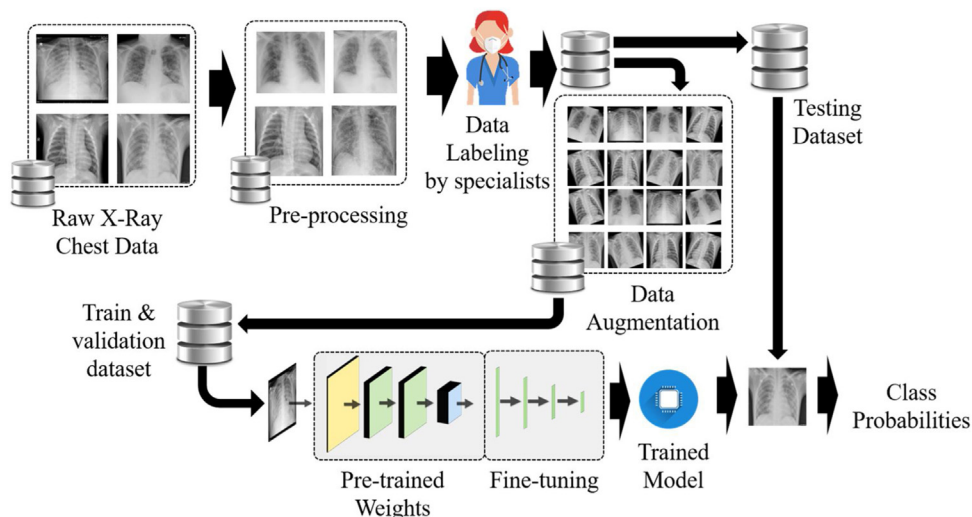 Raw X-Ray
Chest Data
Pre-processing
Data
Labeling
by specialists
Testing
Dataset
Data
Augmentation
Train &
validation
dataset
Pre-trained
Weights
Fine-tuning
Trained
Model
Class
Probabilities